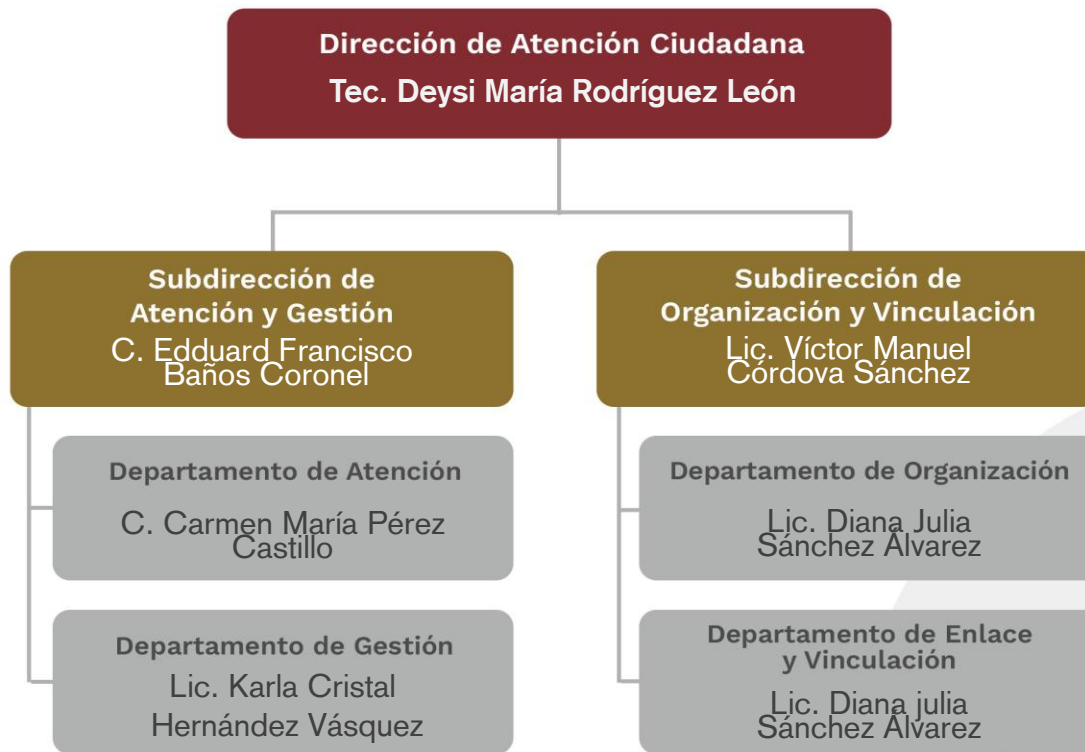 Dirección de Atención Ciudadana
Tec. Deysi María Rodríguez León
Subdirección de
Atención y Gestión
C. Edduard Francisco
Baños Coronel
Subdirección de
Organización y Vinculación
Lic. Víctor Manuel
Córdova Sánchez
Departamento de Atención
C. Carmen María Pérez
Castillo
Departamento de Organización
Lic. Diana Julia
Sánchez Álvarez
Departamento de Gestión
Lic. Karla Cristal
Hernández Vásquez
Departamento de Enlace
y Vinculación
Lic. Diana julia
Sánchez Álvarez